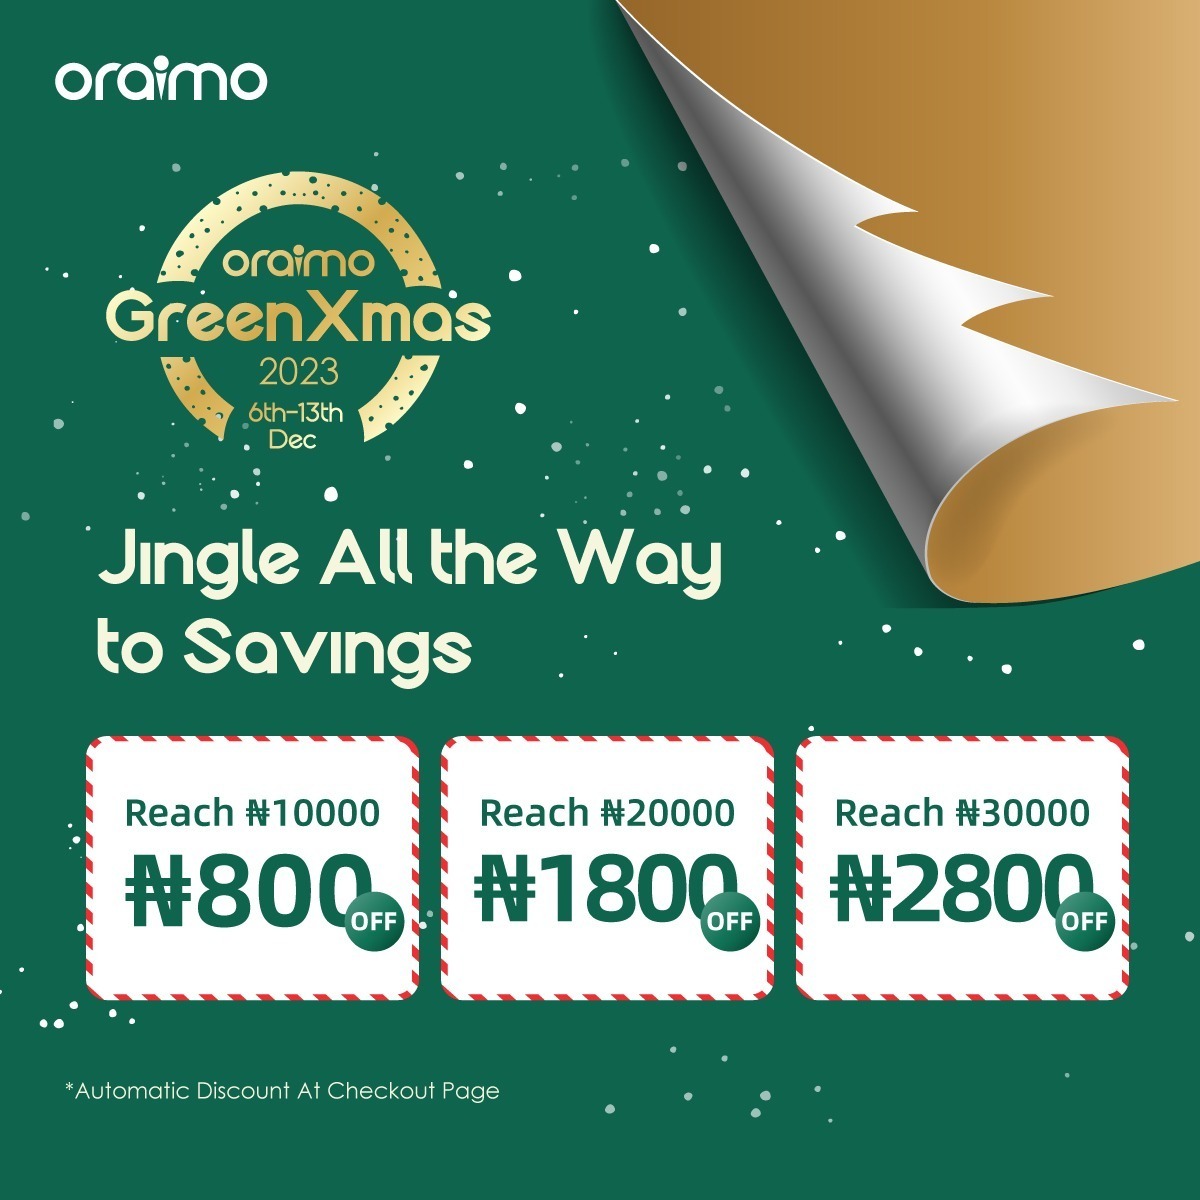 oraimo
oraimo
GreenXmas
2023
6th-13th
Dec
Jingle All the Way
to Savings
Reach ₦10000
₦800
OFF
Reach ₦20000
₦1800
OFF
Reach ₦30000
₦2800
OFF
*Automatic Discount At Checkout Page